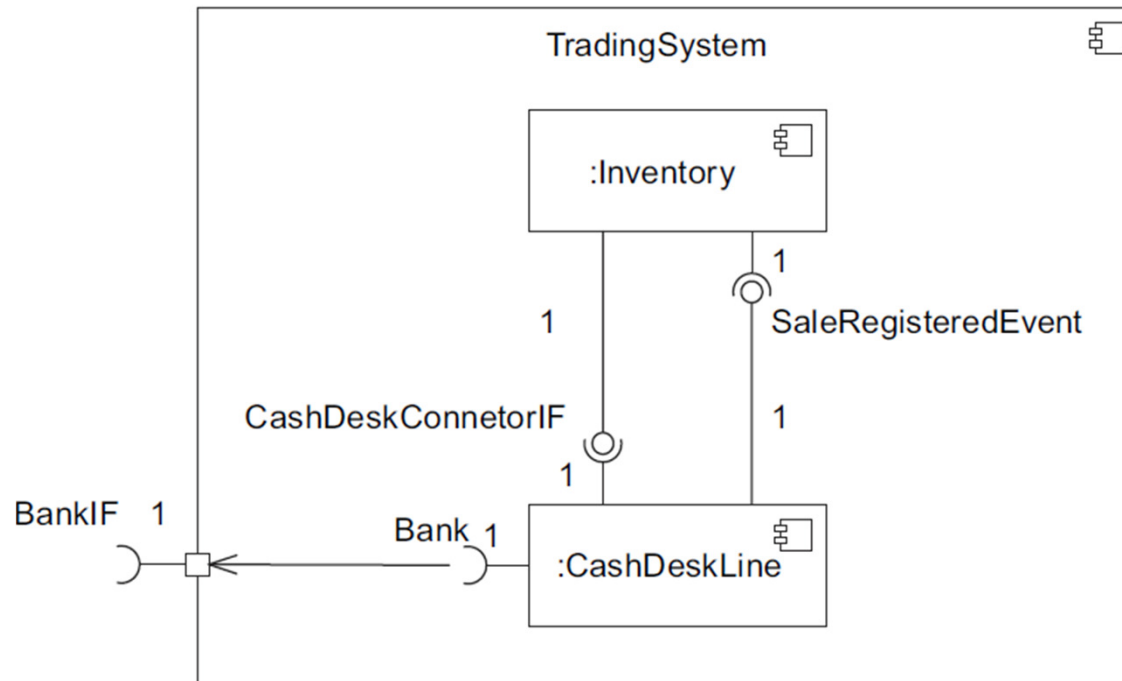 TradingSystem
:Inventory
1
1
SaleRegisteredEvent
CashDeskConnetorIF
1
1
BankIF 1
Bank 1
:CashDeskLine